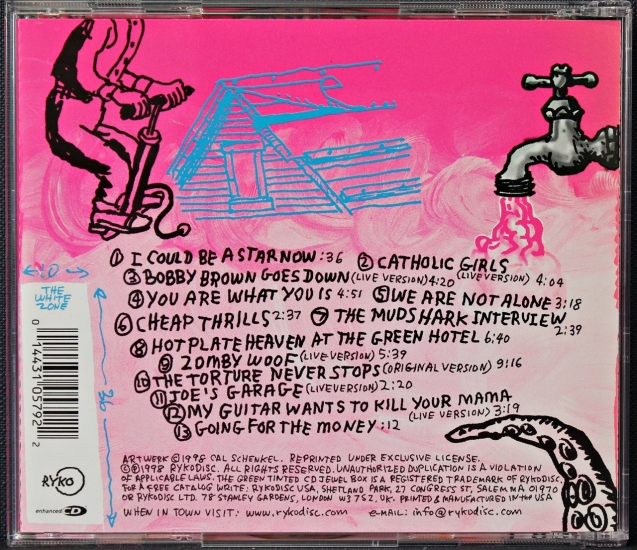 ① I COULD BE A STAR NOW :36 ② CATHOLIC GIRLS (LIVE VERSION) 4:04
③ BOBBY BROWN GOES DOWN (LIVE VERSION) 4:20
④ YOU ARE WHAT YOU IS 4:51 ⑤ WE ARE NOT ALONE 3:18
⑥ CHEAP THRILLS 2:37 ⑦ THE MUDSHARK INTERVIEW 2:39
⑧ HOT PLATE HEAVEN AT THE GREEN HOTEL 6:40
⑨ ZOMBY WOOF (LIVE VERSION) 5:39
⑩ THE TORTURE NEVER STOPS (ORIGINAL VERSION) 9:16
⑪ JOE'S GARAGE (LIVE VERSION) 2:20
⑫ MY GUITAR WANTS TO KILL YOUR MAMA (LIVE VERSION) 3:19
⑬ GOING FOR THE MONEY :12
THE
WHITE
ZONE
36
0 14431 05792 2
RYKO
enhanced CD
ARTWERK ©1998 CAL SCHENKEL. REPRINTED UNDER EXCLUSIVE LICENSE.
©℗1998 RYKODISC. ALL RIGHTS RESERVED. UNAUTHORIZED DUPLICATION IS A VIOLATION
OF APPLICABLE LAWS. THE GREEN TINTED CD JEWEL BOX IS A REGISTERED TRADEMARK OF RYKODISC.
FOR A FREE CATALOG WRITE: RYKODISC USA, SHETLAND PARK, 27 CONGRESS ST, SALEM MA 01970
OR RYKODISC LTD. 78 STANLEY GARDENS, LONDON W3 7SZ, UK. PRINTED & MANUFACTURED IN the USA
WHEN IN TOWN VISIT: www.rykodisc.com e-MAIL: info@rykodisc.com